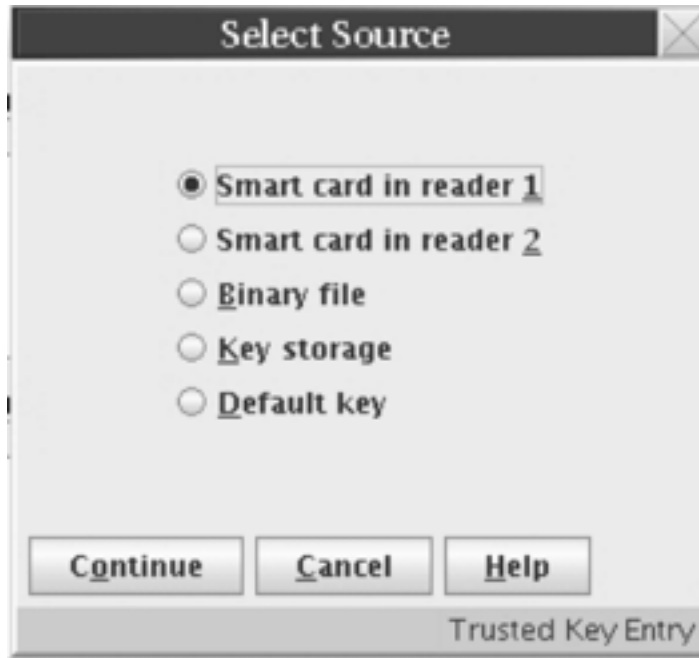 Select Source
Smart card in reader 1
Smart card in reader 2
Binary file
Key storage
Default key
Continue Cancel Help
Trusted Key Entry